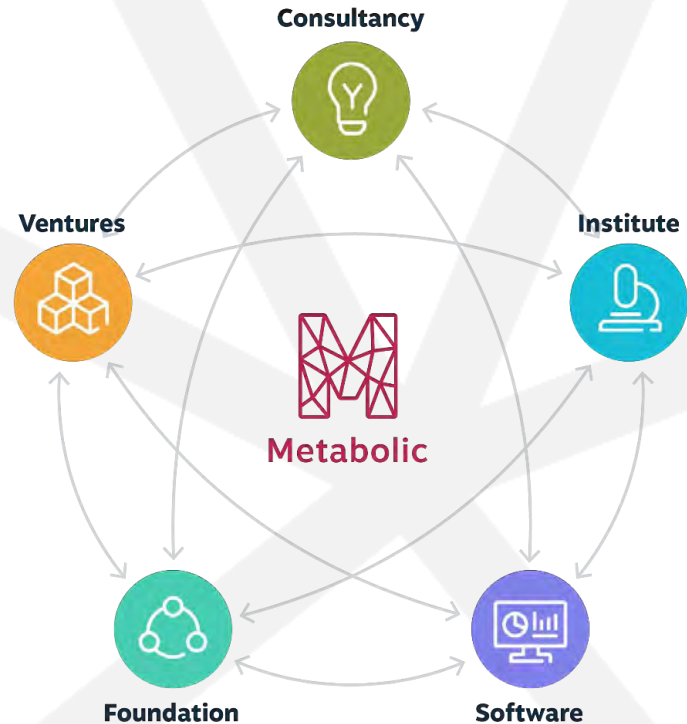 Consultancy
Ventures
Institute
Metabolic
Foundation
Software